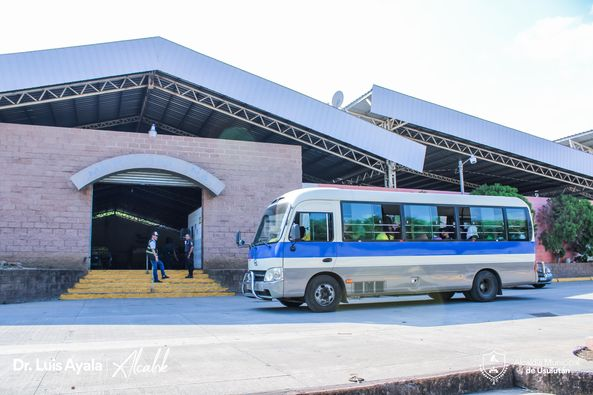 Dr. Luis Ayala | Alcalde
Alcaldía Municipal
de Usulután